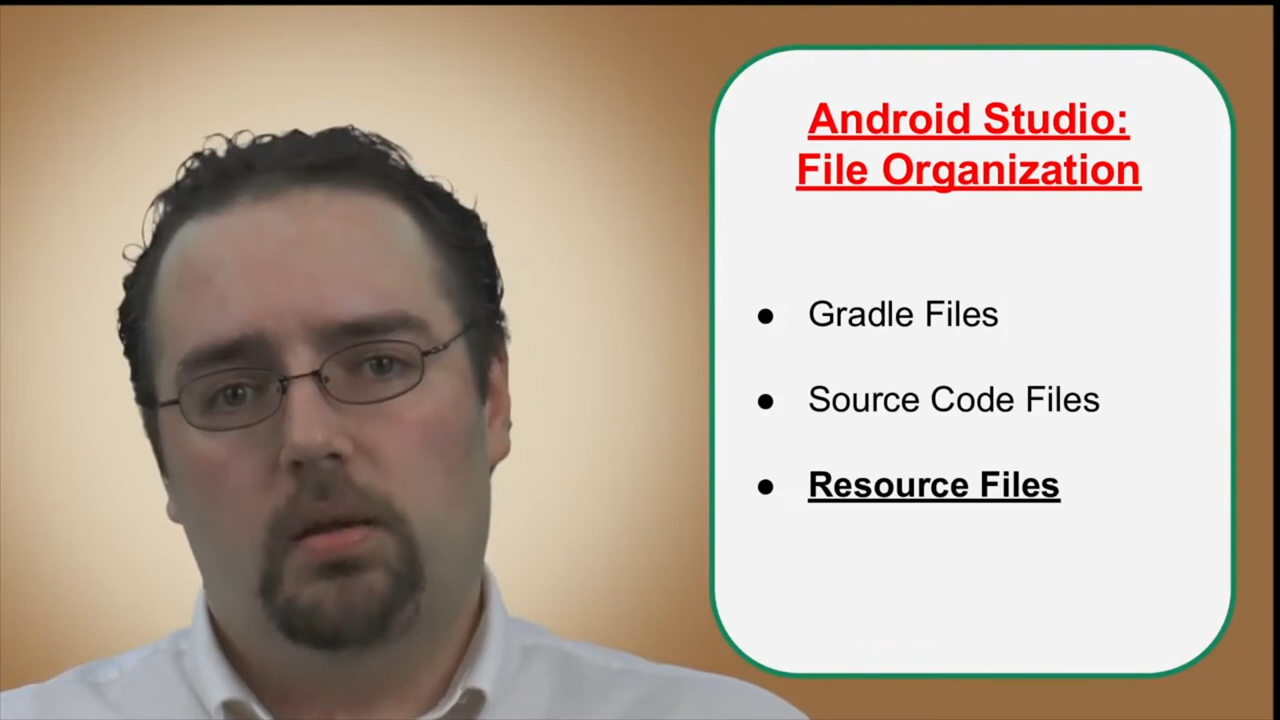 Android Studio:
File Organization
● Gradle Files
● Source Code Files
● Resource Files